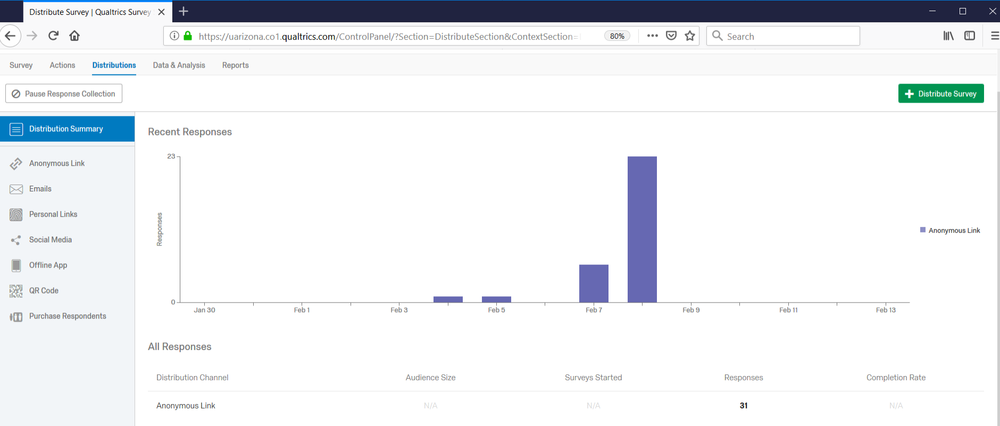 Distribute Survey | Qualtrics Survey
https://uarizona.co1.qualtrics.com/ControlPanel/?Section=DistributeSection&ContextSection=
80%
Search
Survey
Actions
Distributions
Data & Analysis
Reports
Pause Response Collection
Distribute Survey
Distribution Summary
Anonymous Link
Emails
Personal Links
Social Media
Offline App
QR Code
Purchase Respondents
Recent Responses
23
Responses
0
Jan 30 Feb 1 Feb 3 Feb 5 Feb 7 Feb 9 Feb 11 Feb 13
Anonymous Link
All Responses
Distribution Channel Audience Size Surveys Started Responses Completion Rate
Anonymous Link N/A N/A 31 N/A